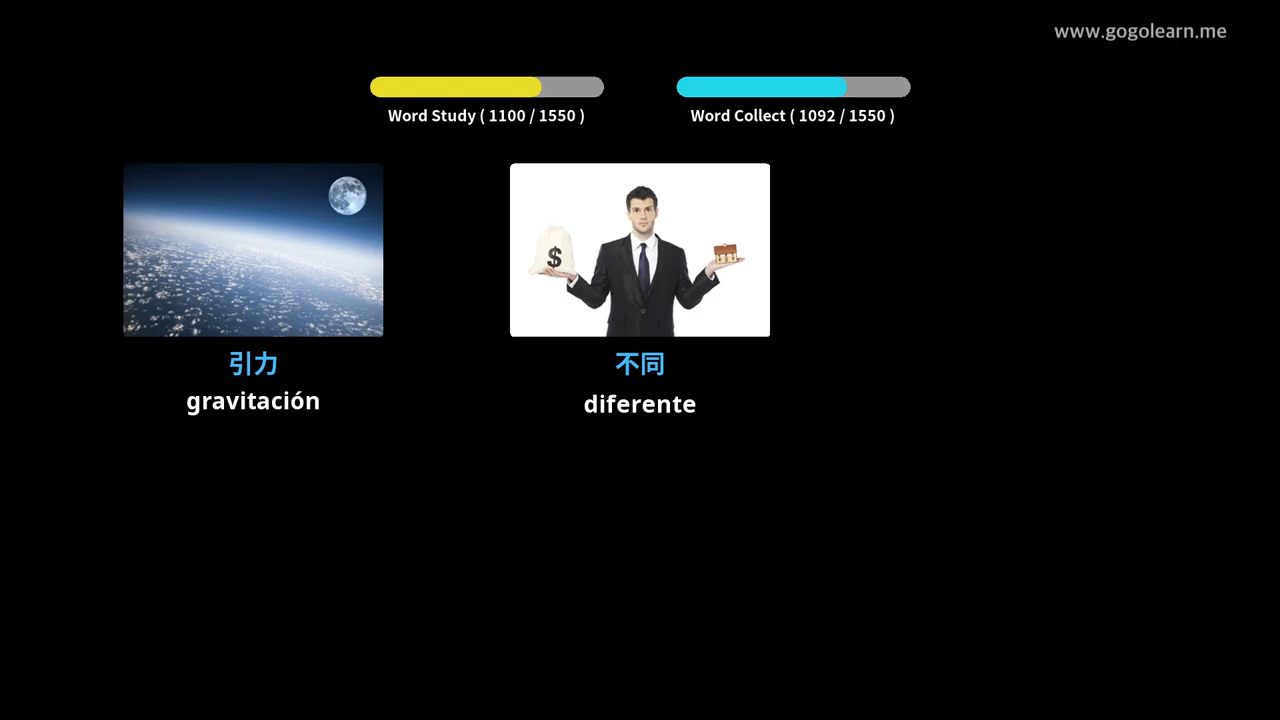 www.gogolearn.me
Word Study ( 1100 / 1550 )
Word Collect ( 1092 / 1550 )
$
引力
gravitación
不同
diferente